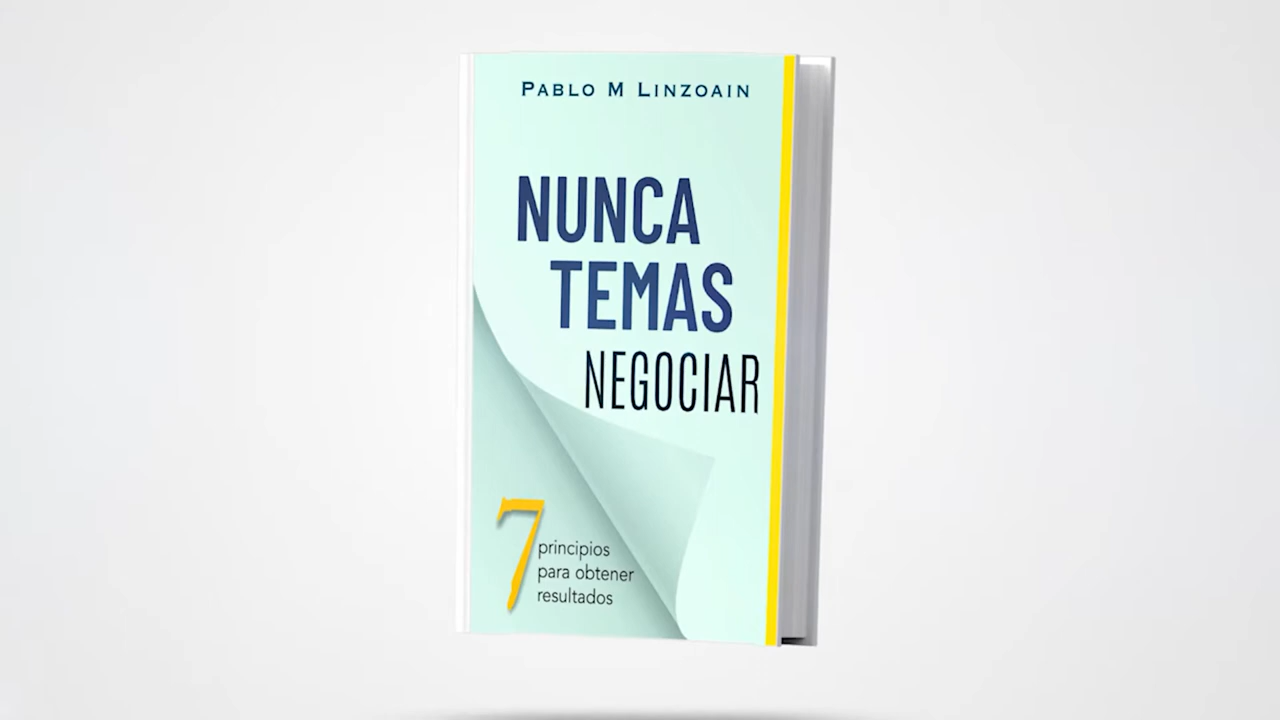 PABLO M LINZOAIN
NUNCA
TEMAS
NEGOCIAR
7
principios
para obtener
resultados